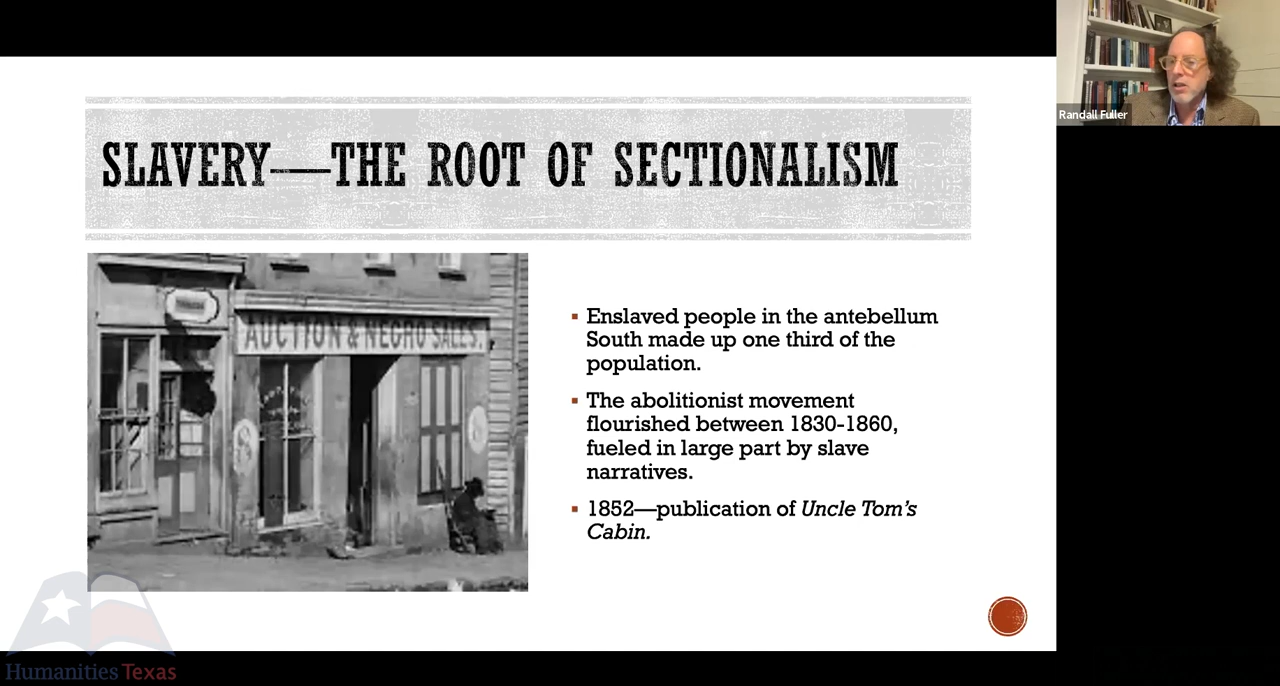 SLAVERY—THE ROOT OF SECTIONALISM
AUCTION & NEGRO SALES.
▪ Enslaved people in the antebellum
South made up one third of the
population.
▪ The abolitionist movement
flourished between 1830-1860,
fueled in large part by slave
narratives.
▪ 1852—publication of Uncle Tom's
Cabin.
Randall Fuller
Humanities Texas